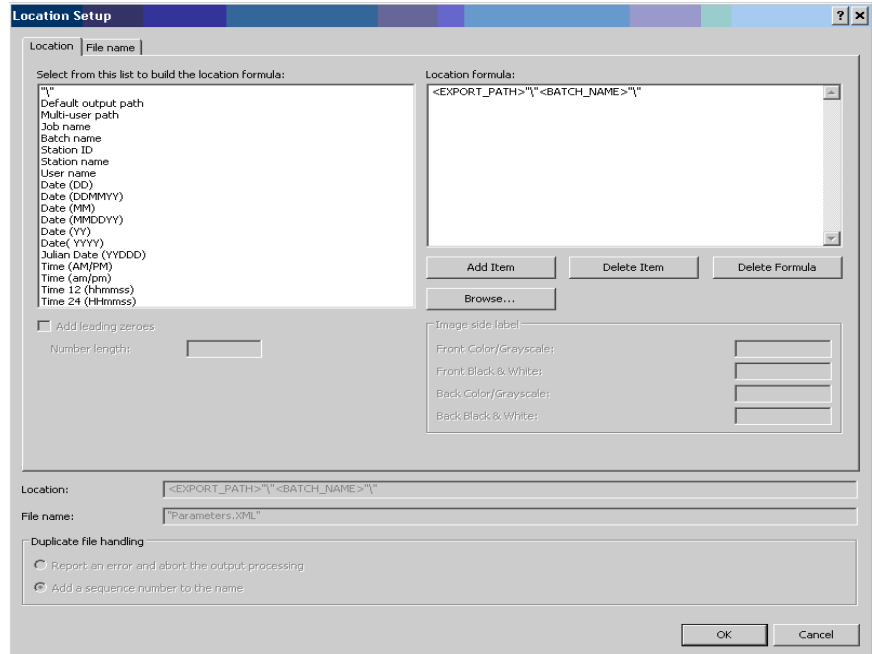 Location Setup
Location
File name
Select from this list to build the location formula:
"\"
Default output path
Multi-user path
Job name
Batch name
Station ID
Station name
User name
Date (DD)
Date (DDMMYY)
Date (MM)
Date (MMDDYY)
Date (YY)
Date( YYYY)
Julian Date (YYDDD)
Time (AM/PM)
Time (am/pm)
Time 12 (hhmmss)
Time 24 (HHmmss)
Add leading zeroes
Number length:
Location formula:
<EXPORT_PATH>"\"<BATCH_NAME>"\"
Add Item
Delete Item
Delete Formula
Browse...
Image side label
Front Color/Grayscale:
Front Black & White:
Back Color/Grayscale:
Back Black & White:
Location:
<EXPORT_PATH>"\"<BATCH_NAME>"\"
File name:
"Parameters.XML"
Duplicate file handling
Report an error and abort the output processing
Add a sequence number to the name
OK
Cancel